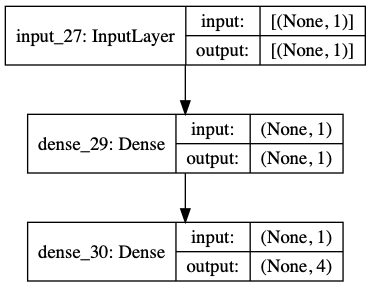 input_27: InputLayer
input: [(None, 1)]
output: [(None, 1)]
dense_29: Dense
input: (None, 1)
output: (None, 1)
dense_30: Dense
input: (None, 1)
output: (None, 4)